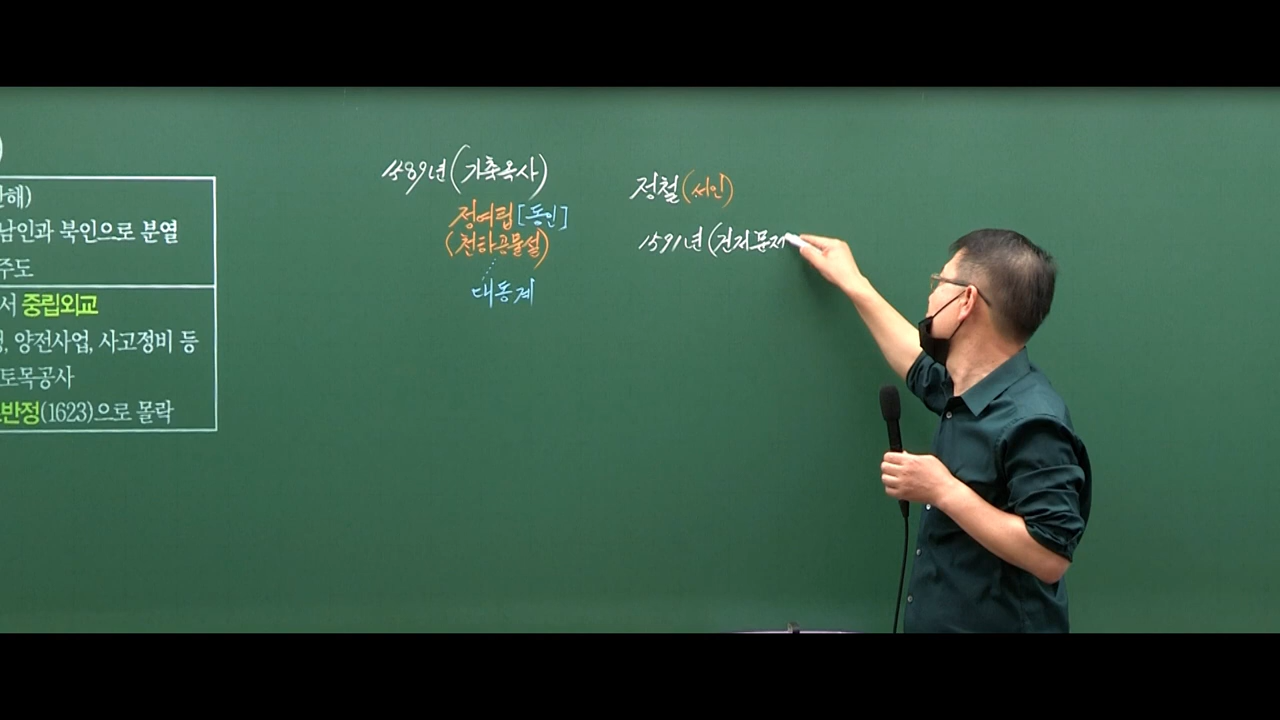 )
해)
남인과 북인으로 분열
주도
서 중립외교
, 양전사업, 사고정비 등
토목공사
반정(1623)으로 몰락
1589년(기축옥사)
정여립[동인]
(천하공물설)
대동계
정철(서인)
1591년(건저문제